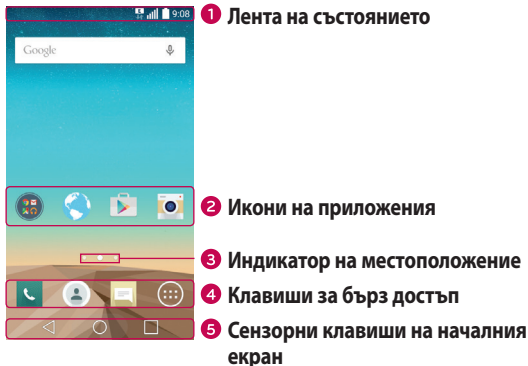 9:08
1 Лента на състоянието
Google
2 Икони на приложения
3 Индикатор на местоположение
4 Клавиши за бърз достъп
5 Сензорни клавиши на началния
екран